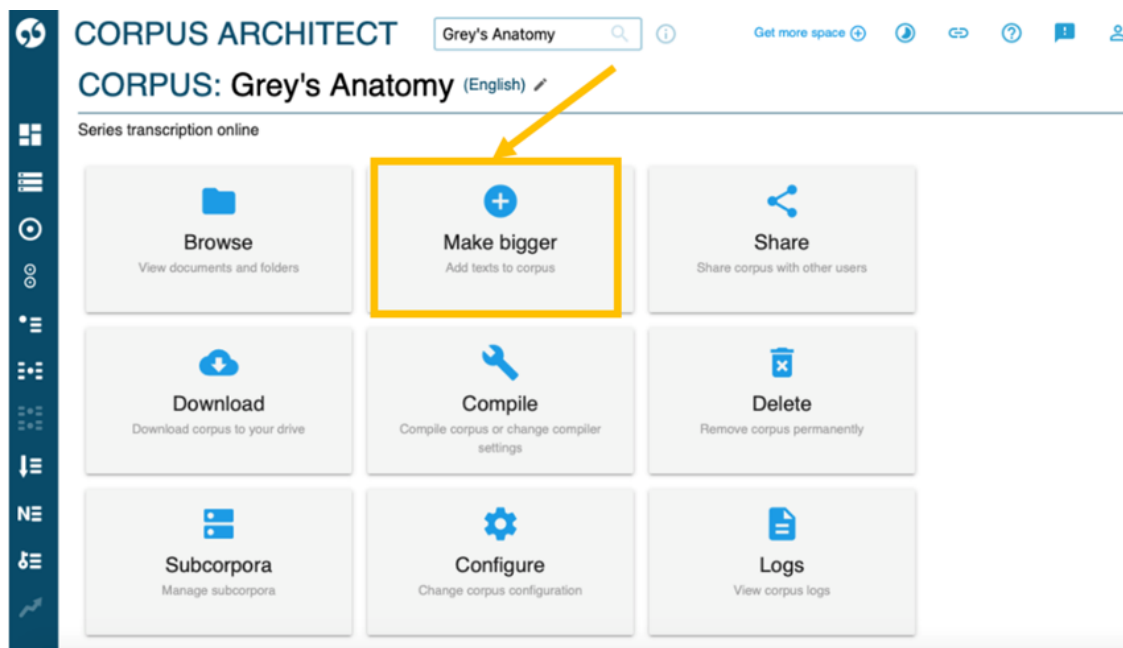 CORPUS ARCHITECT
Grey's Anatomy
Get more space
CORPUS: Grey's Anatomy (English)
Series transcription online
Browse
View documents and folders
Make bigger
Add texts to corpus
Share
Share corpus with other users
Download
Download corpus to your drive
Compile
Compile corpus or change compiler
settings
Delete
Remove corpus permanently
Subcorpora
Manage subcorpora
Configure
Change corpus configuration
Logs
View corpus logs